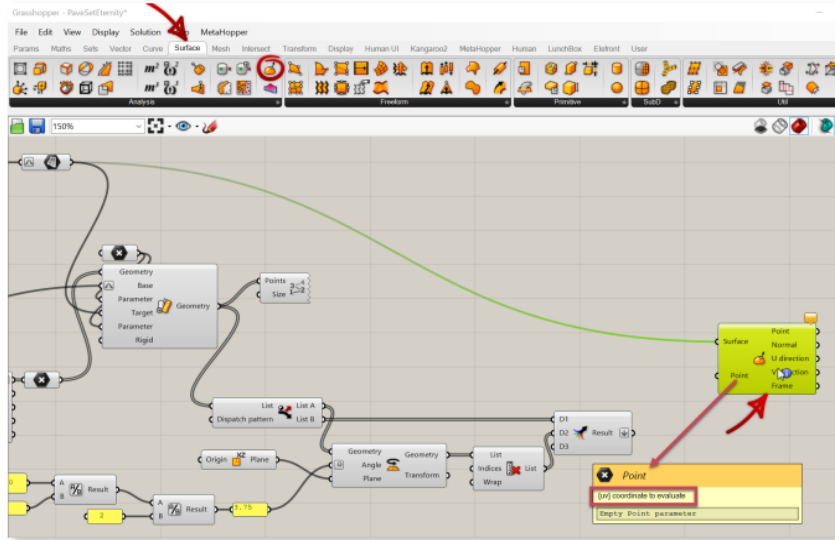 Grasshopper - PaveSetEternity*
File Edit View Display Solution MetaHopper
Params Maths Sets Vector Curve Surface Mesh Intersect Transform Display Human UI Kangaroo2 MetaHopper Human LunchBox Elefront User
Analysis Freeform Primitive SubD Util
150%
Geometry
Base
Parameter
Target
Parameter
Rigid
Geometry
Points
Size
Surface
Point
Point
Normal
U direction
Frame
List
Dispatch pattern
List A
List B
Origin
XZ
Plane
Geometry
Angle
Plane
Geometry
Transform
List
Indices
Wrap
List
D1
D2
D3
Result
A
B
Result
2
A
B
Result
3.75
Point
{uv} coordinate to evaluate
Empty Point parameter